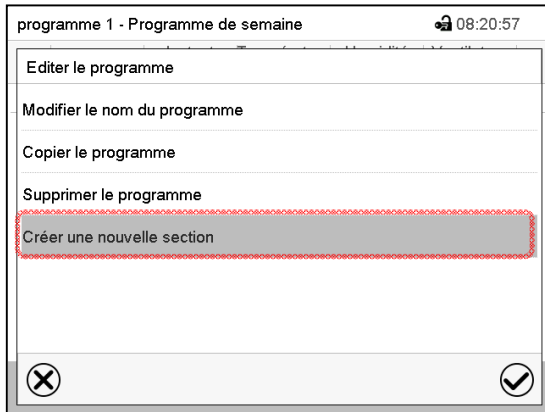 programme 1 - Programme de semaine 08:20:57
Editer le programme
Modifier le nom du programme
Copier le programme
Supprimer le programme
Créer une nouvelle section